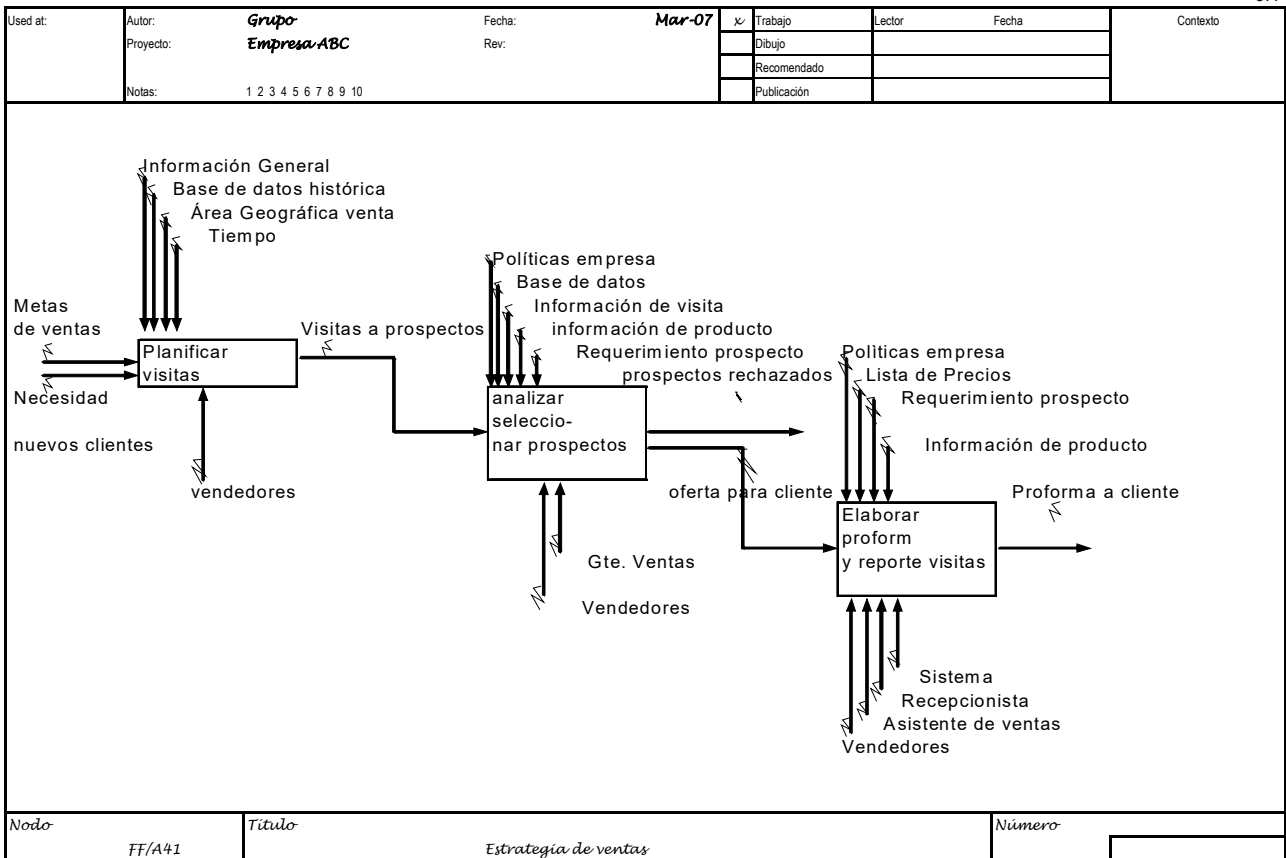 Used at:
Autor: Grupo Fecha: Mar-07 x Trabajo Lector Fecha Contexto
Proyecto: Empresa ABC Rev: Dibujo
Recomendado
Notas: 1 2 3 4 5 6 7 8 9 10 Publicación
Información General
Base de datos histórica
Área Geográfica venta
Tiempo
Metas
de ventas
Necesidad
nuevos clientes
Planificar
visitas
vendedores
Visitas a prospectos
Políticas empresa
Base de datos
Información de visita
información de producto
Requerimiento prospecto
prospectos rechazados
analizar
seleccio-
nar prospectos
oferta para cliente
Gte. Ventas
Vendedores
Polìticas empresa
Lista de Precios
Requerimiento prospecto
Información de producto
Elaborar
proform
y reporte visitas
Proforma a cliente
Sistema
Recepcionista
Asistente de ventas
Vendedores
Nodo Título Número
FF/A41 Estrategia de ventas